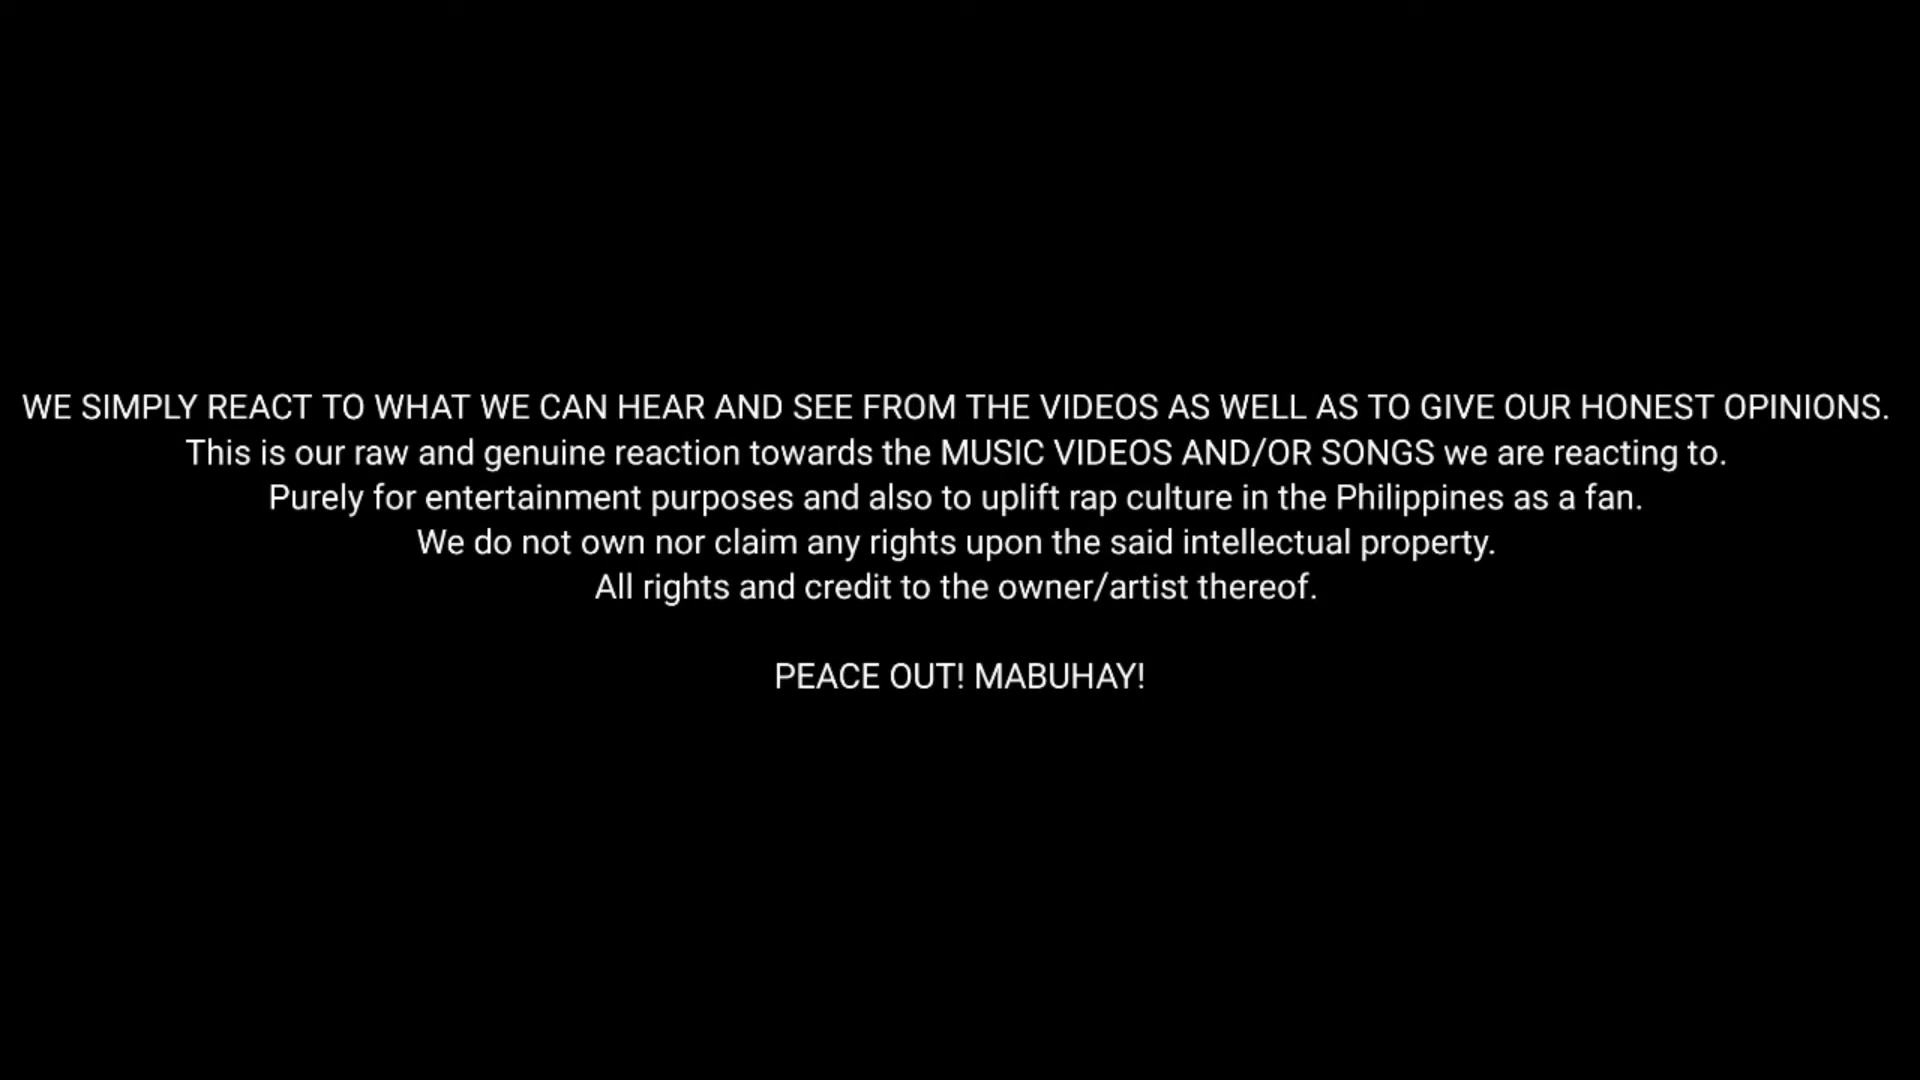 WE SIMPLY REACT TO WHAT WE CAN HEAR AND SEE FROM THE VIDEOS AS WELL AS TO GIVE OUR HONEST OPINIONS.
This is our raw and genuine reaction towards the MUSIC VIDEOS AND/OR SONGS we are reacting to.
Purely for entertainment purposes and also to uplift rap culture in the Philippines as a fan.
We do not own nor claim any rights upon the said intellectual property.
All rights and credit to the owner/artist thereof.
PEACE OUT! MABUHAY!